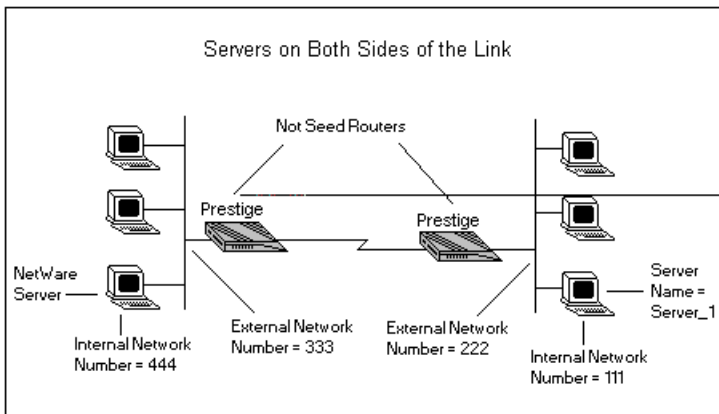 Servers on Both Sides of the Link
Not Seed Routers
Prestige
Prestige
NetWare
Server
Server
Name =
Server_1
External Network
Number = 333
External Network
Number = 222
Internal Network
Number = 444
Internal Network
Number = 111